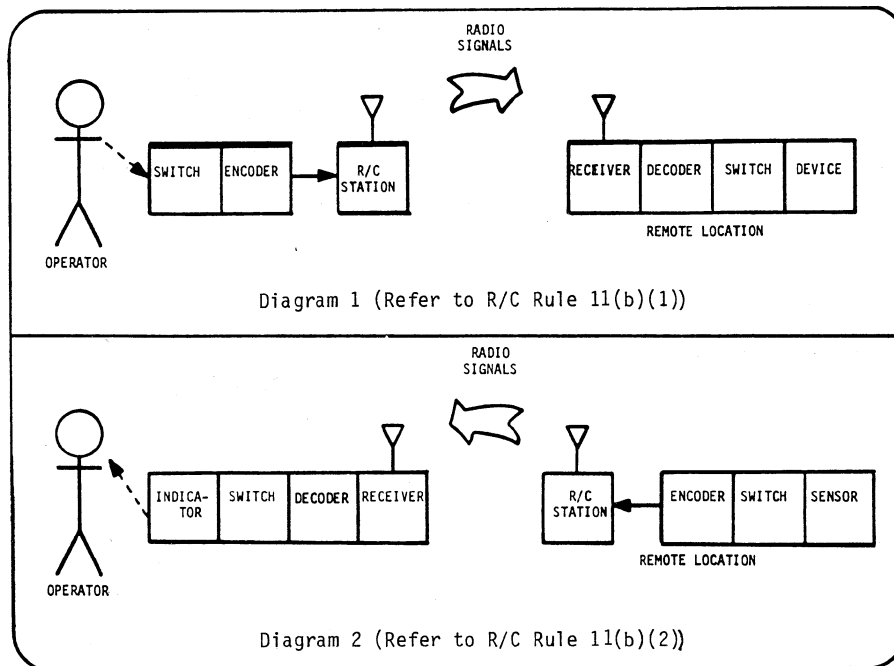 RADIO
SIGNALS
SWITCH
ENCODER
R/C
STATION
RECEIVER
DECODER
SWITCH
DEVICE
REMOTE LOCATION
OPERATOR
Diagram 1 (Refer to R/C Rule 11(b)(1))
RADIO
SIGNALS
INDICA-
TOR
SWITCH
DECODER
RECEIVER
R/C
STATION
ENCODER
SWITCH
SENSOR
REMOTE LOCATION
OPERATOR
Diagram 2 (Refer to R/C Rule 11(b)(2))